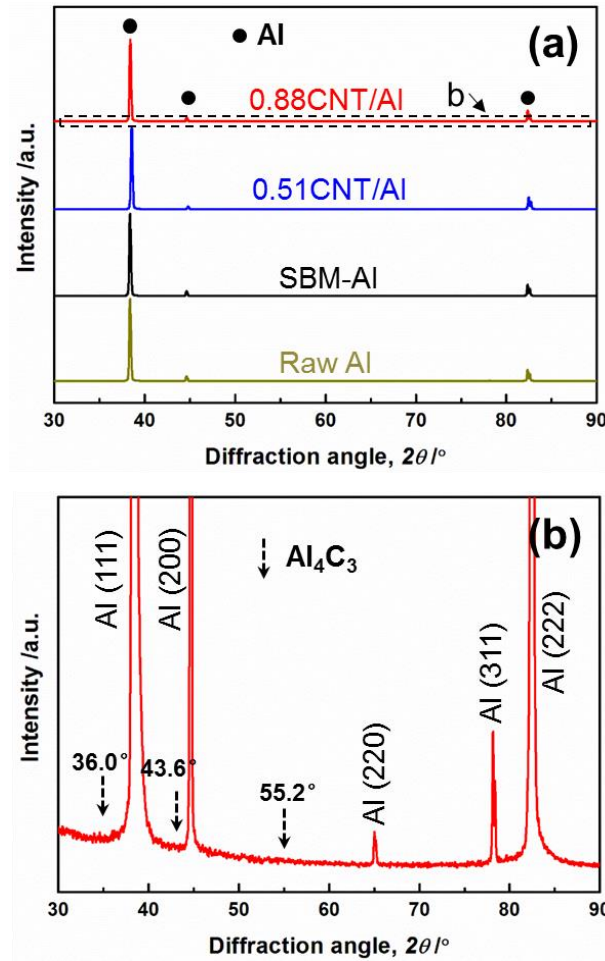 (a)
● Al
0.88CNT/Al
b
0.51CNT/Al
SBM-Al
Raw Al
Intensity /a.u.
30 40 50 60 70 80 90
Diffraction angle, 2θ/°
(b)
Al₄C₃
Al (111)
Al (200)
Al (220)
Al (311)
Al (222)
36.0°
43.6°
55.2°
Intensity /a.u.
30 40 50 60 70 80 90
Diffraction angle, 2θ/°